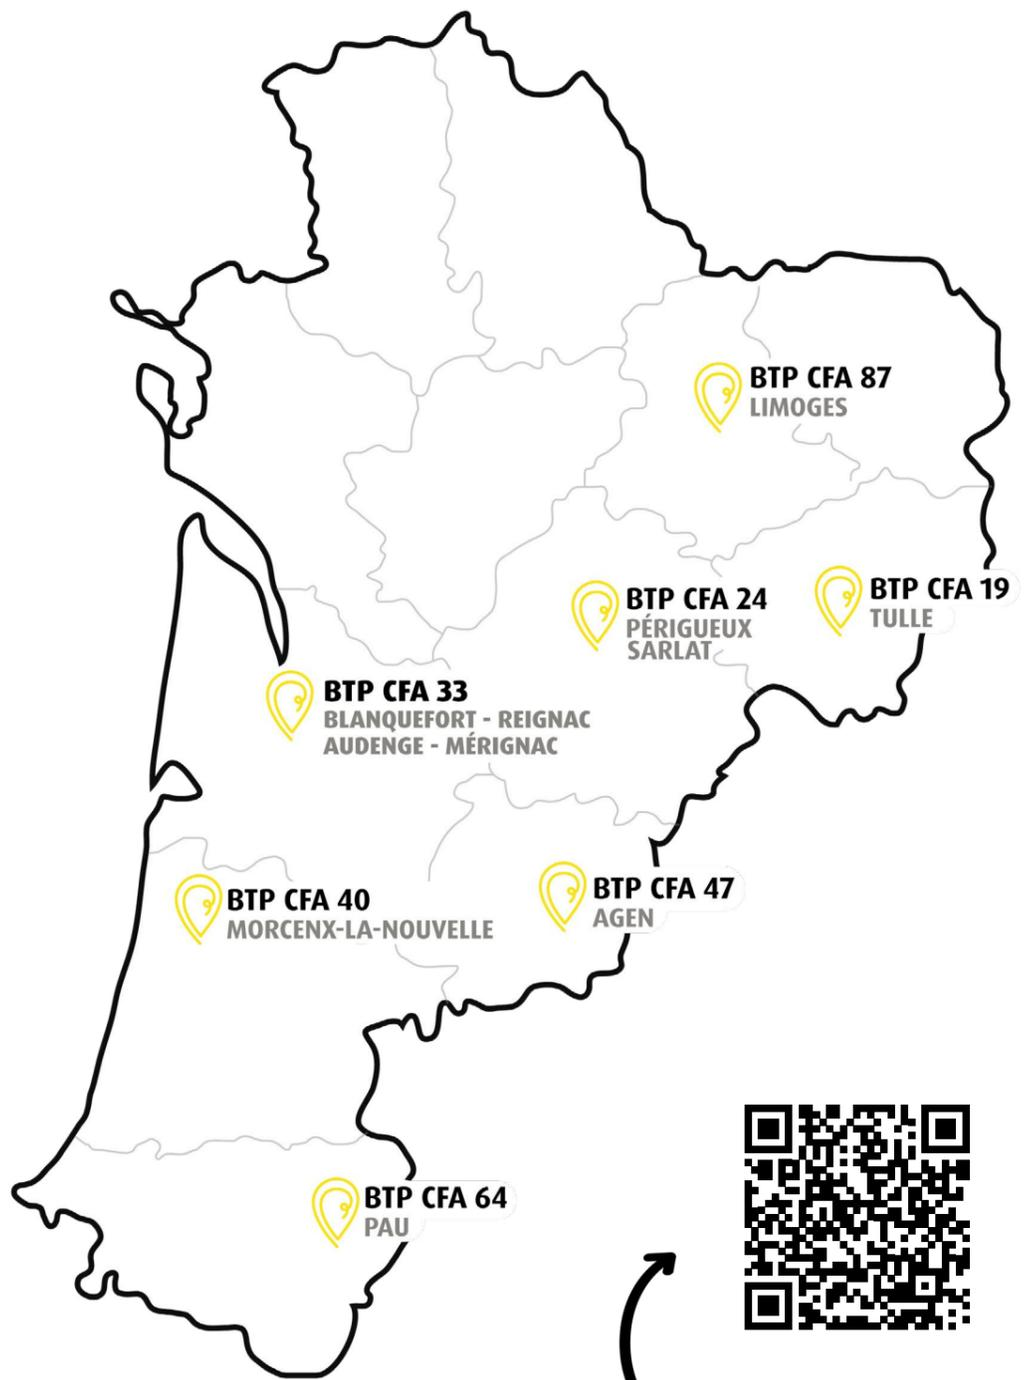 BTP CFA 87
LIMOGES
BTP CFA 19
TULLE
BTP CFA 24
PÉRIGUEUX
SARLAT
BTP CFA 33
BLANQUEFORT - REIGNAC
AUDENGE - MÉRIGNAC
BTP CFA 47
AGEN
BTP CFA 40
MORCENX-LA-NOUVELLE
BTP CFA 64
PAU